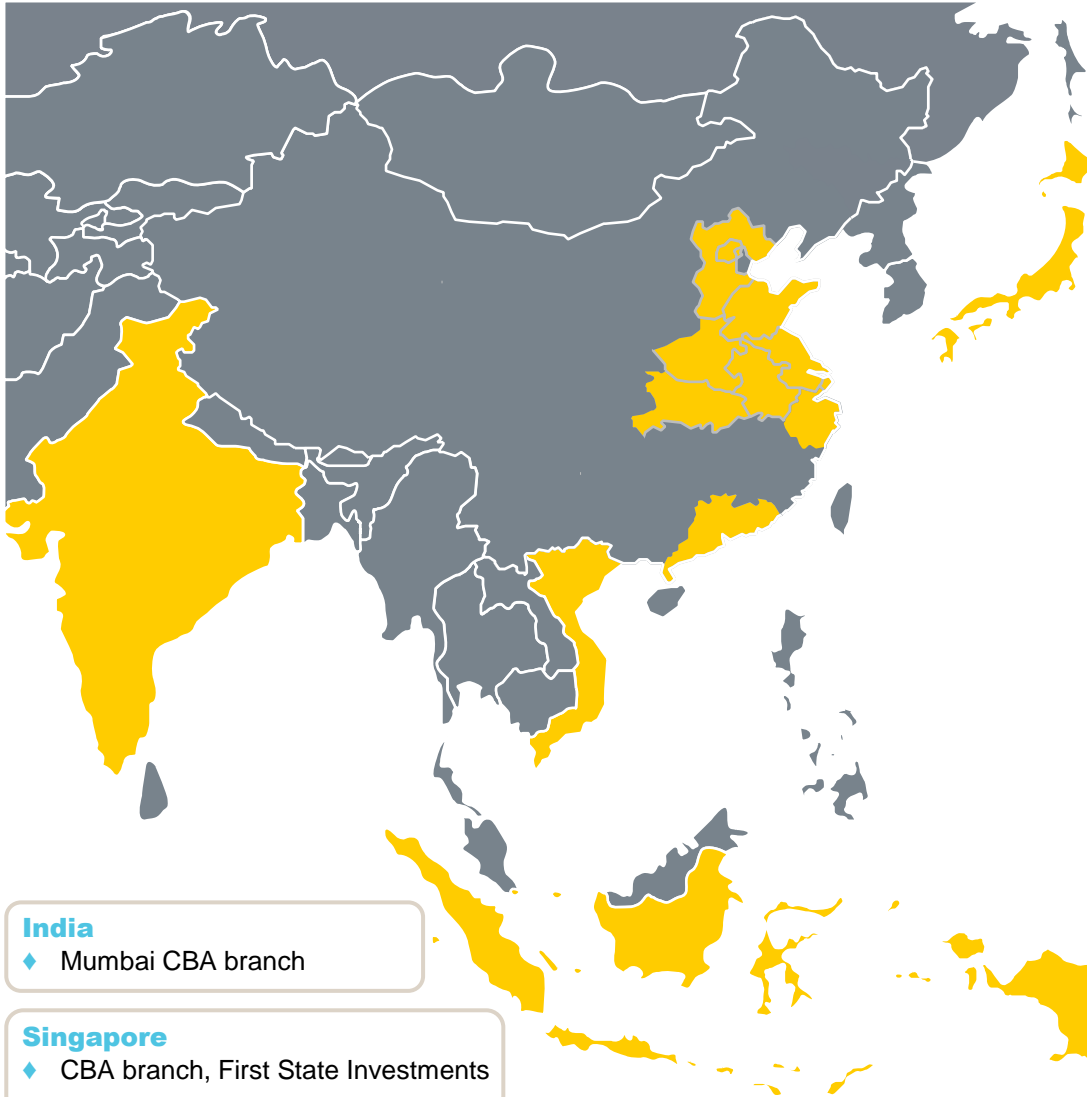 India
♦ Mumbai CBA branch
Singapore
♦ CBA branch, First State Investments